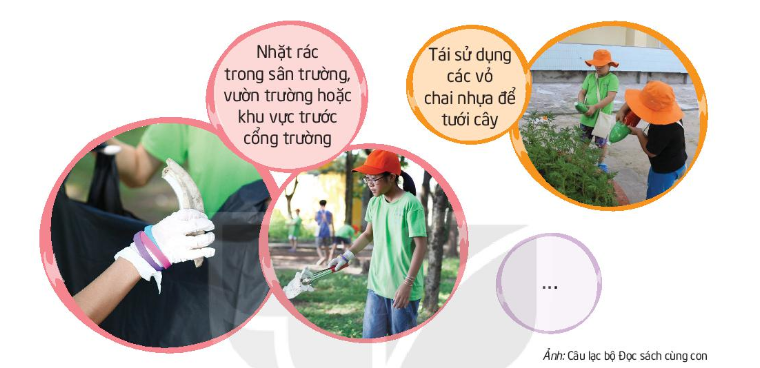 Nhặt rác
trong sân trường,
vườn trường hoặc
khu vực trước
cổng trường
Tái sử dụng
các vỏ
chai nhựa để
tưới cây
...
Ảnh: Câu lạc bộ Đọc sách cùng con